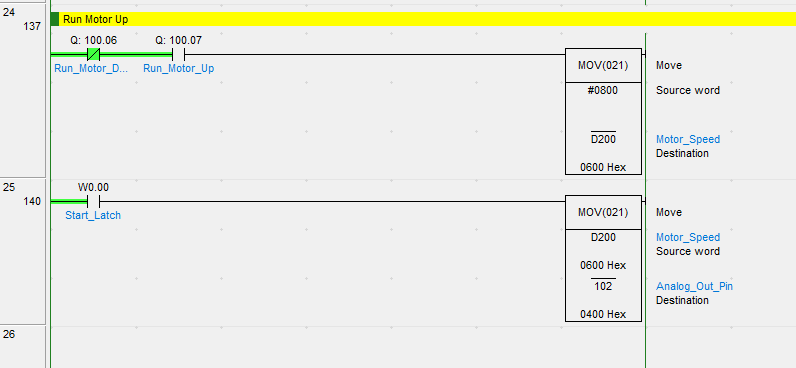 24
137
Run Motor Up
Q: 100.06 Q: 100.07
Run_Motor_D... Run_Motor_Up
MOV(021) Move
#0800 Source word
D200 Motor_Speed
Destination
0600 Hex
25
140
W0.00
Start_Latch
MOV(021) Move
D200 Motor_Speed
Source word
0600 Hex
102 Analog_Out_Pin
Destination
0400 Hex
26